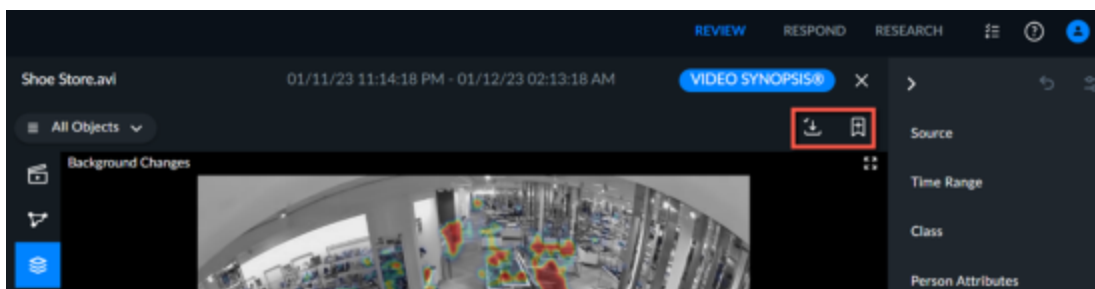 REVIEW RESPOND RESEARCH
Shoe Store.avi 01/11/23 11:14:18 PM - 01/12/23 02:13:18 AM VIDEO SYNOPSIS®
All Objects
Source
Background Changes
Time Range
Class
Person Attributes